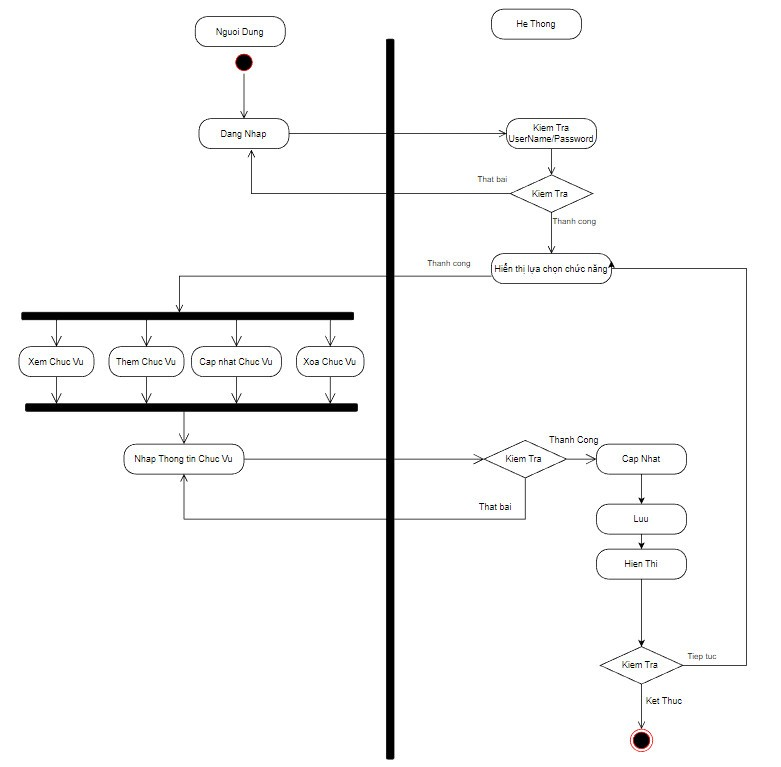 Nguoi Dung
He Thong
Dang Nhap
Kiem Tra
UserName/Password
That bai
Kiem Tra
Thanh cong
Thanh cong
Hiển thị lựa chọn chức năng
Xem Chuc Vu
Them Chuc Vu
Cap nhat Chuc Vu
Xoa Chuc Vu
Nhap Thong tin Chuc Vu
Kiem Tra
Thanh Cong
Cap Nhat
That bai
Luu
Hien Thi
Kiem Tra
Tiep tuc
Ket Thuc